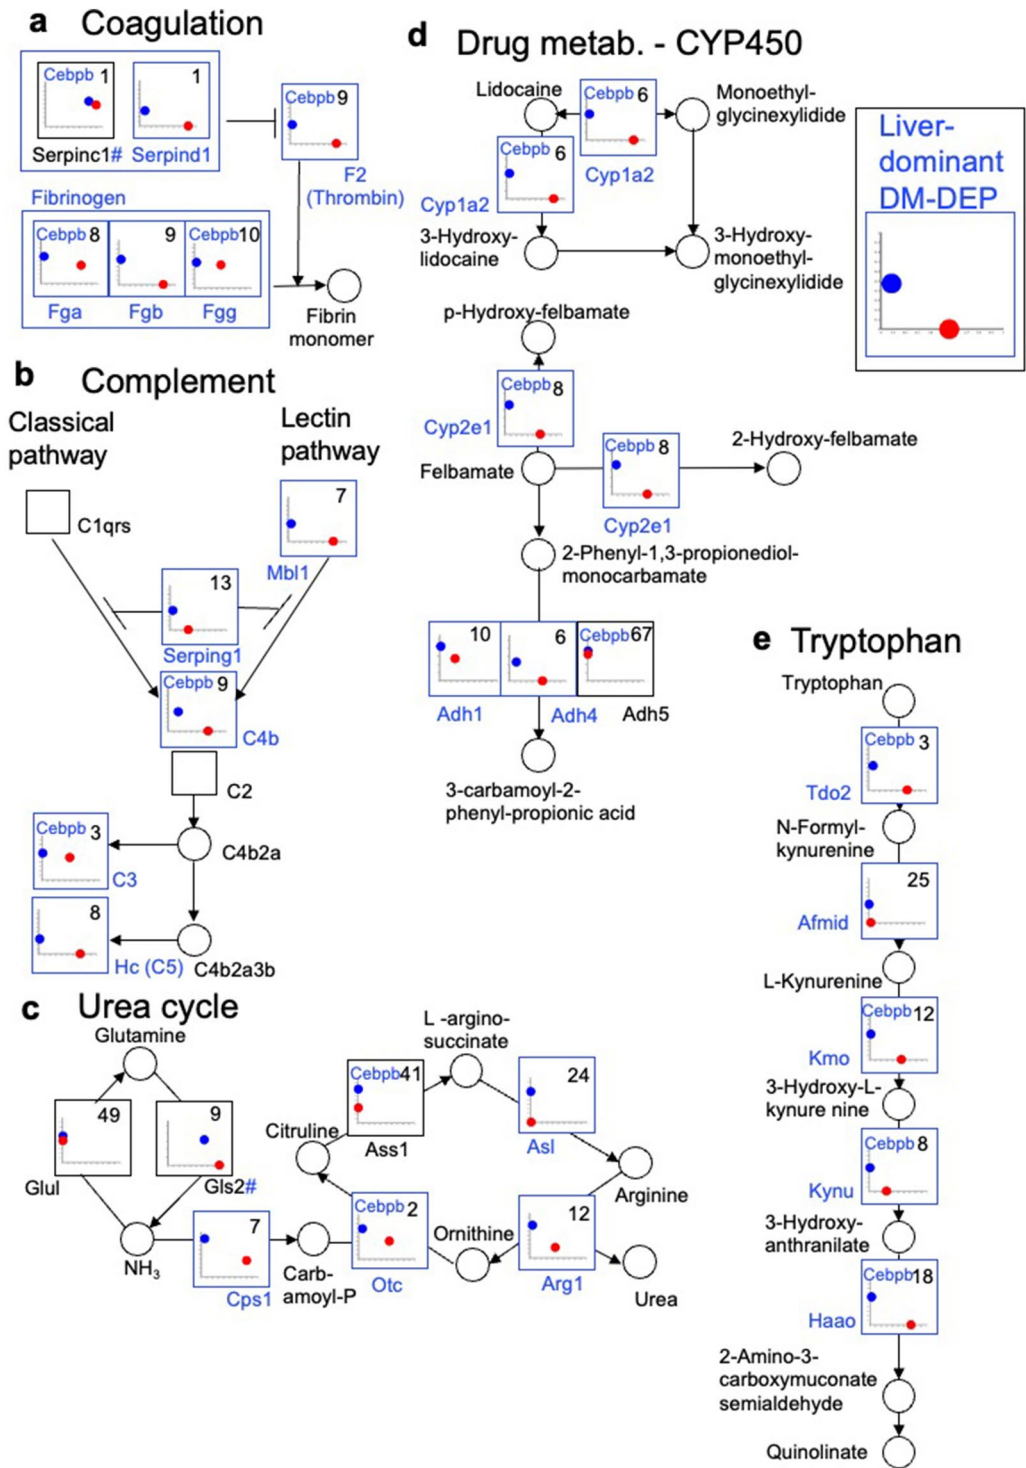 a Coagulation
Cebpb 1
1
Serpinc1# Serpind1
Cebpb 9
F2
(Thrombin)
Fibrinogen
Cebpb 8
9
Cebpb 10
Fga
Fgb
Fgg
Fibrin
monomer
b Complement
Classical
pathway
Lectin
pathway
C1qrs
7
Mbl1
13
Serping1
Cebpb 9
C4b
C2
Cebpb 3
C3
C4b2a
8
Hc (C5)
C4b2a3b
c Urea cycle
Glutamine
49
9
Glul
Gls2#
NH3
7
Cps1
Carb-
amoyl-P
Citruline
Cebpb 41
Ass1
L -argino-
succinate
24
Asl
Arginine
Cebpb 2
Otc
Ornithine
12
Arg1
Urea
d Drug metab. - CYP450
Lidocaine
Cebpb 6
Cyp1a2
Monoethyl-
glycinexylidide
Cebpb 6
Cyp1a2
3-Hydroxy-
lidocaine
3-Hydroxy-
monoethyl-
glycinexylidide
Liver-
dominant
DM-DEP
p-Hydroxy-felbamate
Cebpb 8
Cyp2e1
Felbamate
Cebpb 8
Cyp2e1
2-Hydroxy-felbamate
2-Phenyl-1,3-propionediol-
monocarbamate
10
6
Cebpb 67
Adh1
Adh4
Adh5
3-carbamoyl-2-
phenyl-propionic acid
e Tryptophan
Tryptophan
Cebpb 3
Tdo2
N-Formyl-
kynurenine
25
Afmid
L-Kynurenine
Cebpb 12
Kmo
3-Hydroxy-L-
kynure nine
Cebpb 8
Kynu
3-Hydroxy-
anthranilate
Cebpb 18
Haao
2-Amino-3-
carboxymuconate
semialdehyde
Quinolinate